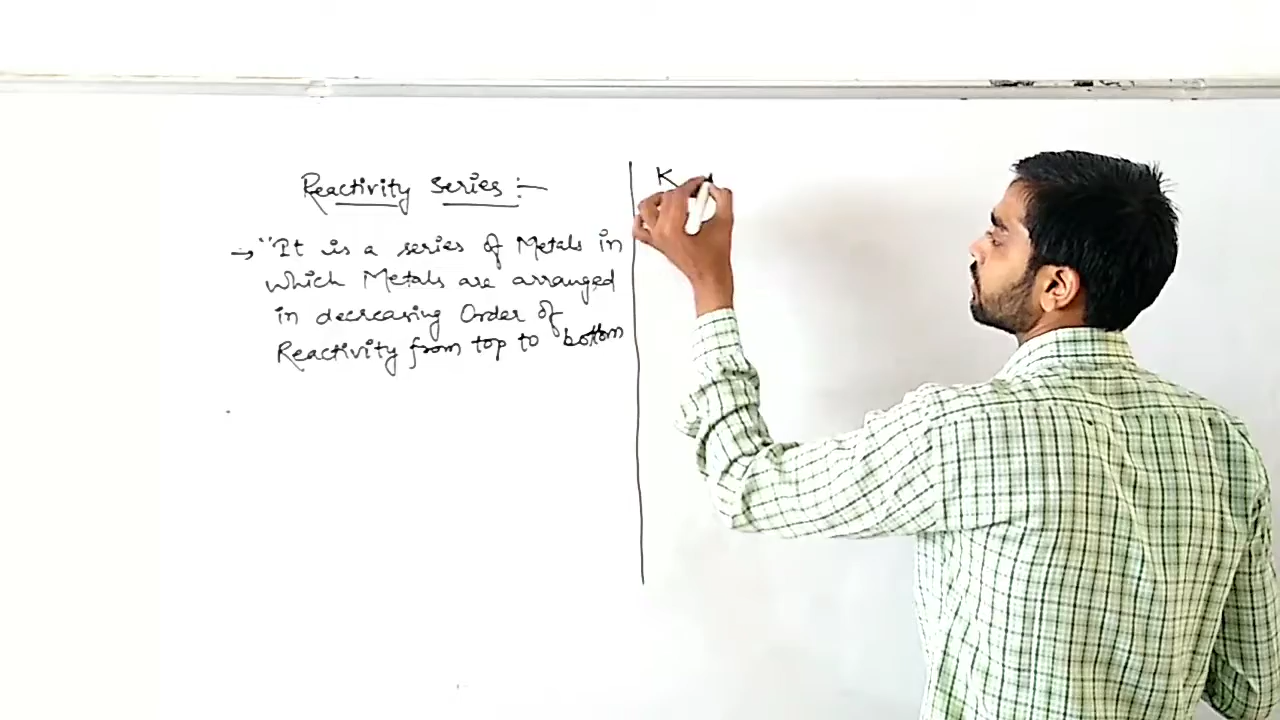 Reactivity Series :-
→ "It is a series of Metals in
which Metals are arranged
in decreasing Order of
Reactivity from top to bottom
K